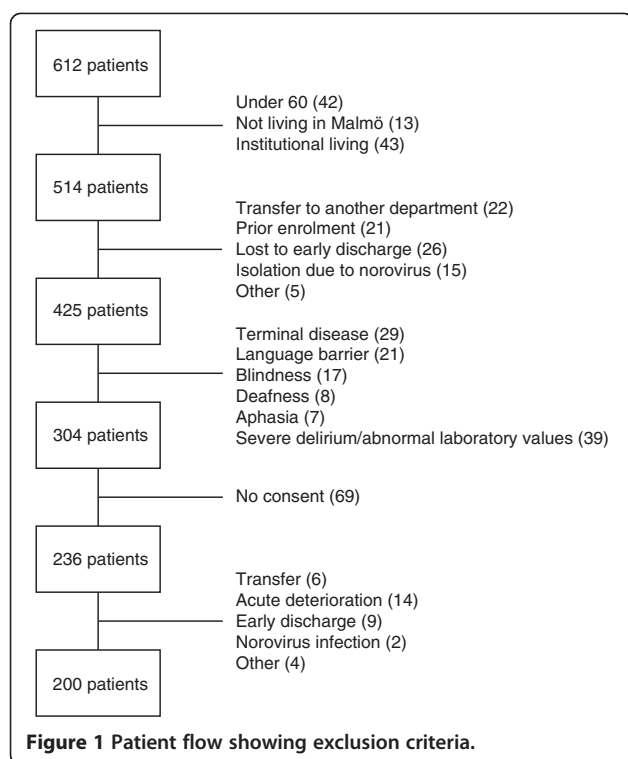 612 patients
Under 60 (42)
Not living in Malmö (13)
Institutional living (43)
514 patients
Transfer to another department (22)
Prior enrolment (21)
Lost to early discharge (26)
Isolation due to norovirus (15)
Other (5)
425 patients
Terminal disease (29)
Language barrier (21)
Blindness (17)
Deafness (8)
Aphasia (7)
Severe delirium/abnormal laboratory values (39)
304 patients
No consent (69)
236 patients
Transfer (6)
Acute deterioration (14)
Early discharge (9)
Norovirus infection (2)
Other (4)
200 patients
Figure 1 Patient flow showing exclusion criteria.